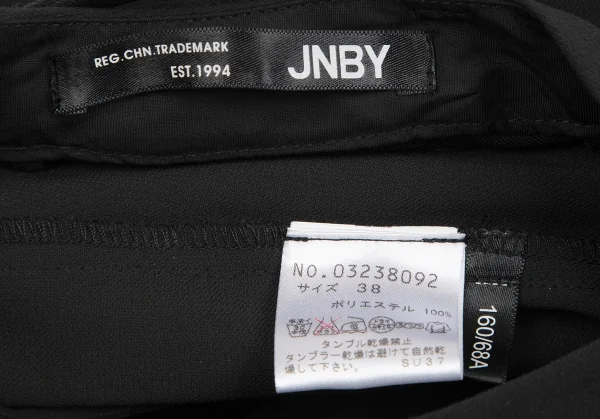 REG.CHN.TRADEMARK
EST.1994
JNBY
NO.03238092
サイズ 38
ポリエステル 100%
タンブル乾燥禁止
タンブラー乾燥は避けて自然乾
燥して下さい。 SU37
160/68A